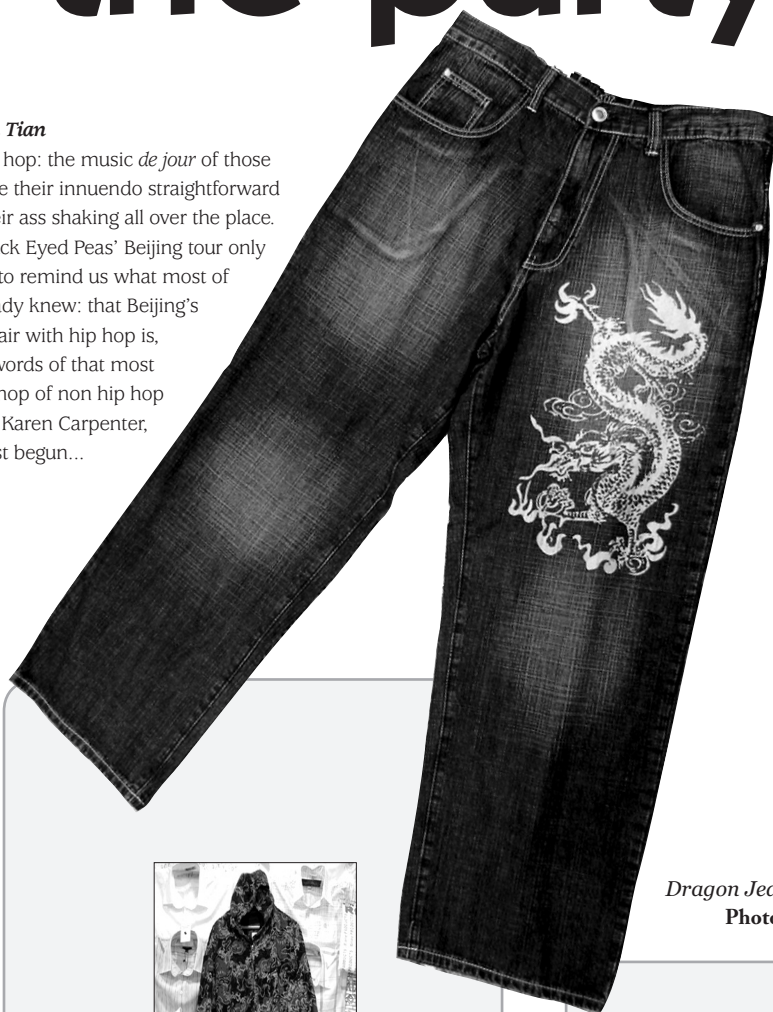 the party
Tian
hop: the music de jour of those
e their innuendo straightforward
eir ass shaking all over the place.
ck Eyed Peas' Beijing tour only
to remind us what most of
ady knew: that Beijing's
air with hip hop is,
words of that most
hop of non hip hop
Karen Carpenter,
st begun...
Dragon Jea
Photo